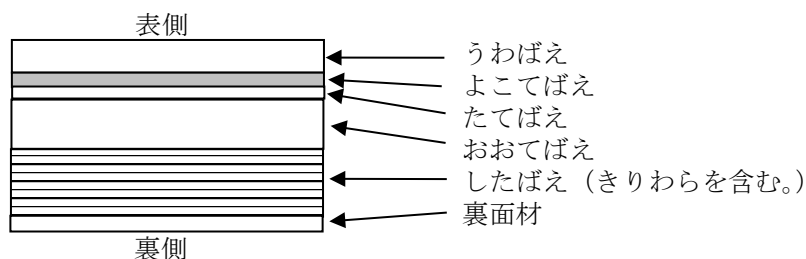 表側
うわばえ
よこてばえ
たてばえ
おおてばえ
したばえ（きりわらを含む。）
裏面材
裏側